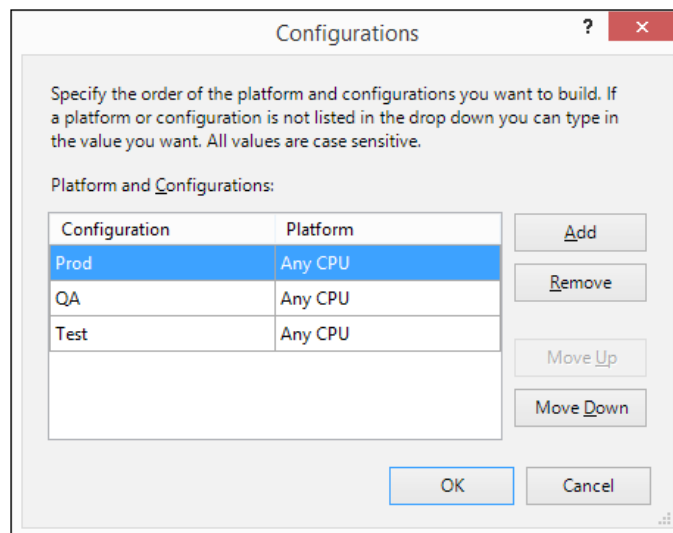 Configurations
?
Specify the order of the platform and configurations you want to build. If
a platform or configuration is not listed in the drop down you can type in
the value you want. All values are case sensitive.
Platform and Configurations:
Configuration Platform
Prod Any CPU
QA Any CPU
Test Any CPU
Add
Remove
Move Up
Move Down
OK Cancel